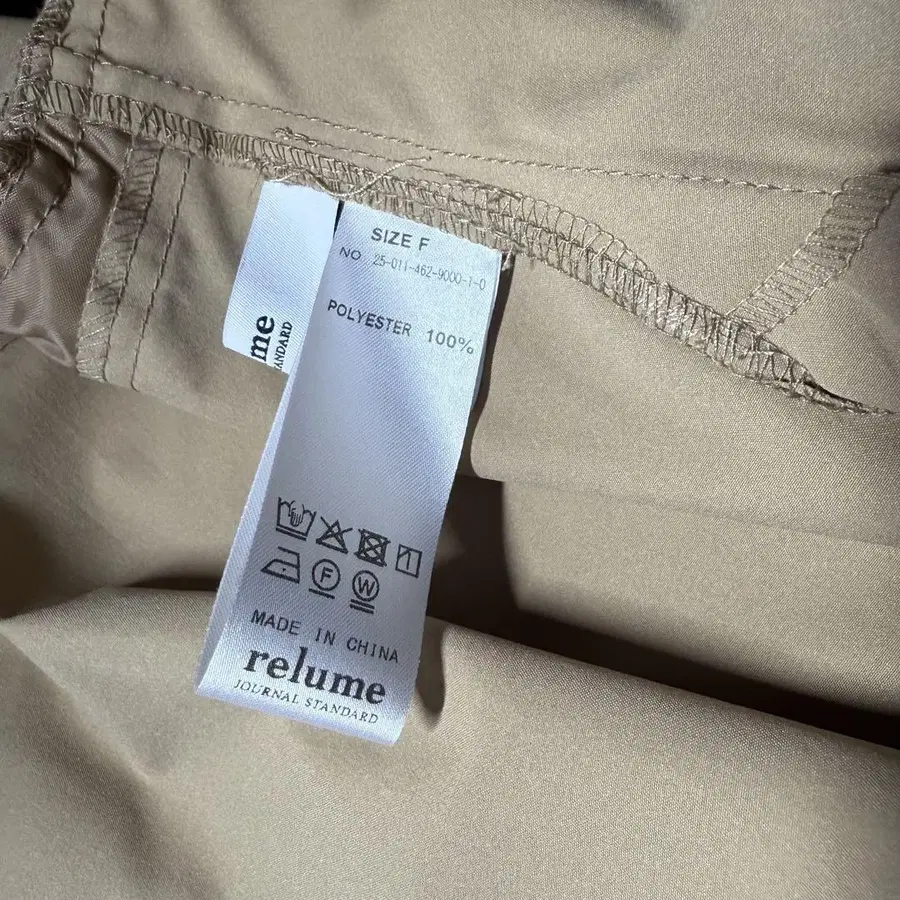 SIZE F
NO 25-011-462-9000-1-0
POLYESTER 100%
F
W
MADE IN CHINA
relume
JOURNAL STANDARD
me
ANDARD